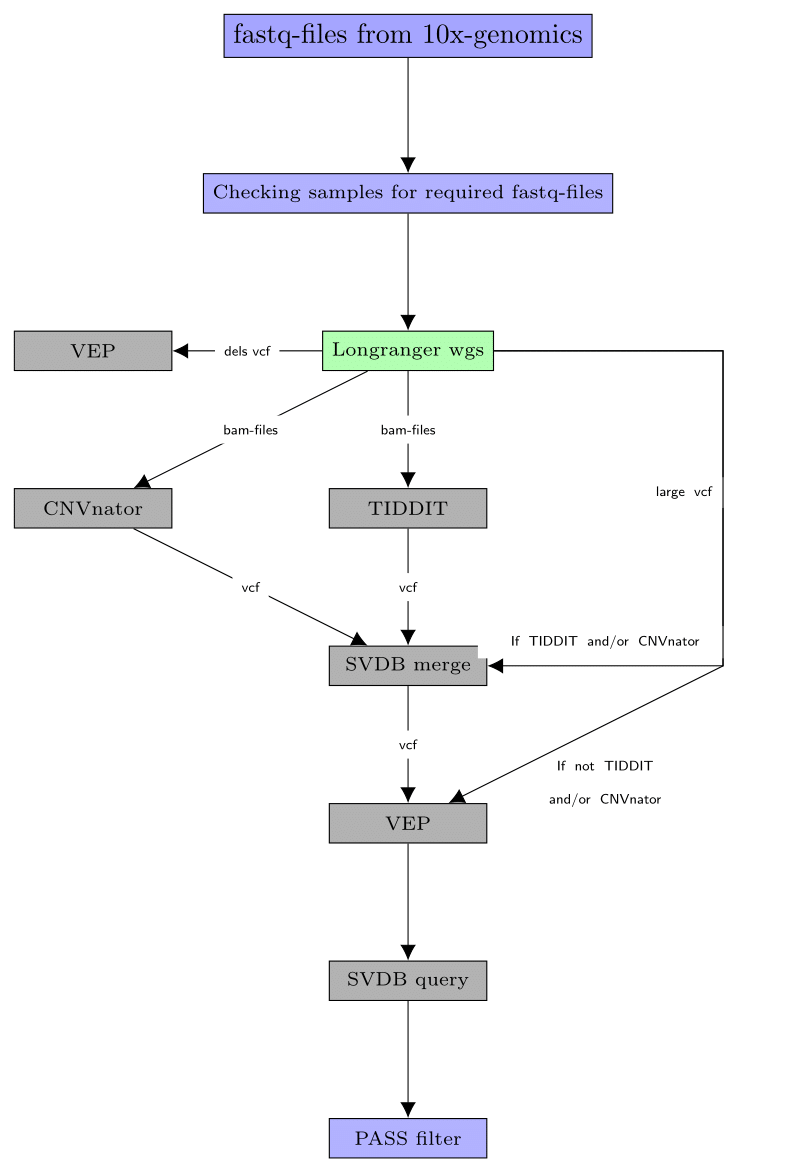 fastq-files from 10x-genomics
Checking samples for required fastq-files
VEP
dels vcf
Longranger wgs
bam-files
bam-files
CNVnator
TIDDIT
large vcf
vcf
vcf
If TIDDIT and/or CNVnator
SVDB merge
vcf
If not TIDDIT
and/or CNVnator
VEP
SVDB query
PASS filter